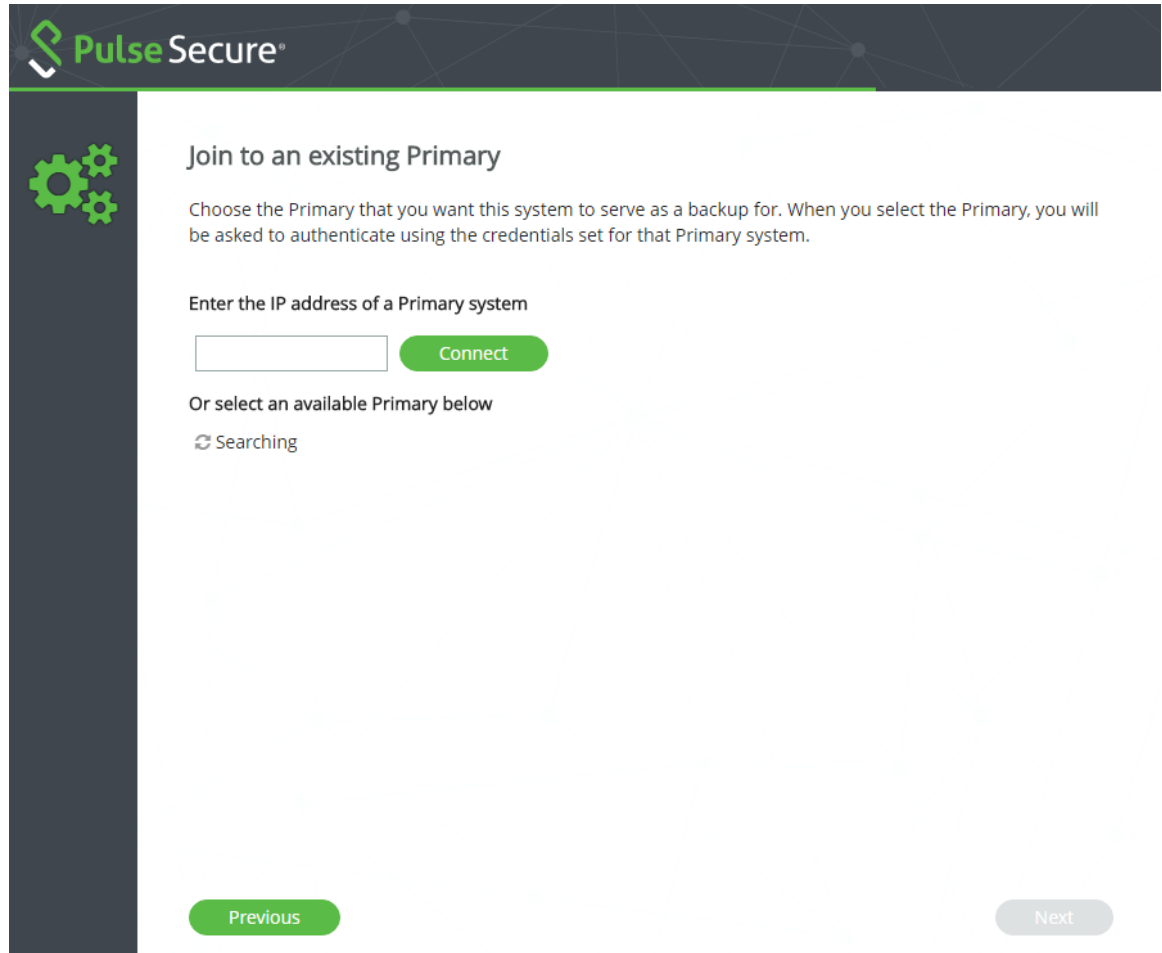 Pulse Secure®
Join to an existing Primary
Choose the Primary that you want this system to serve as a backup for. When you select the Primary, you will
be asked to authenticate using the credentials set for that Primary system.
Enter the IP address of a Primary system
Connect
Or select an available Primary below
Searching
Previous
Next